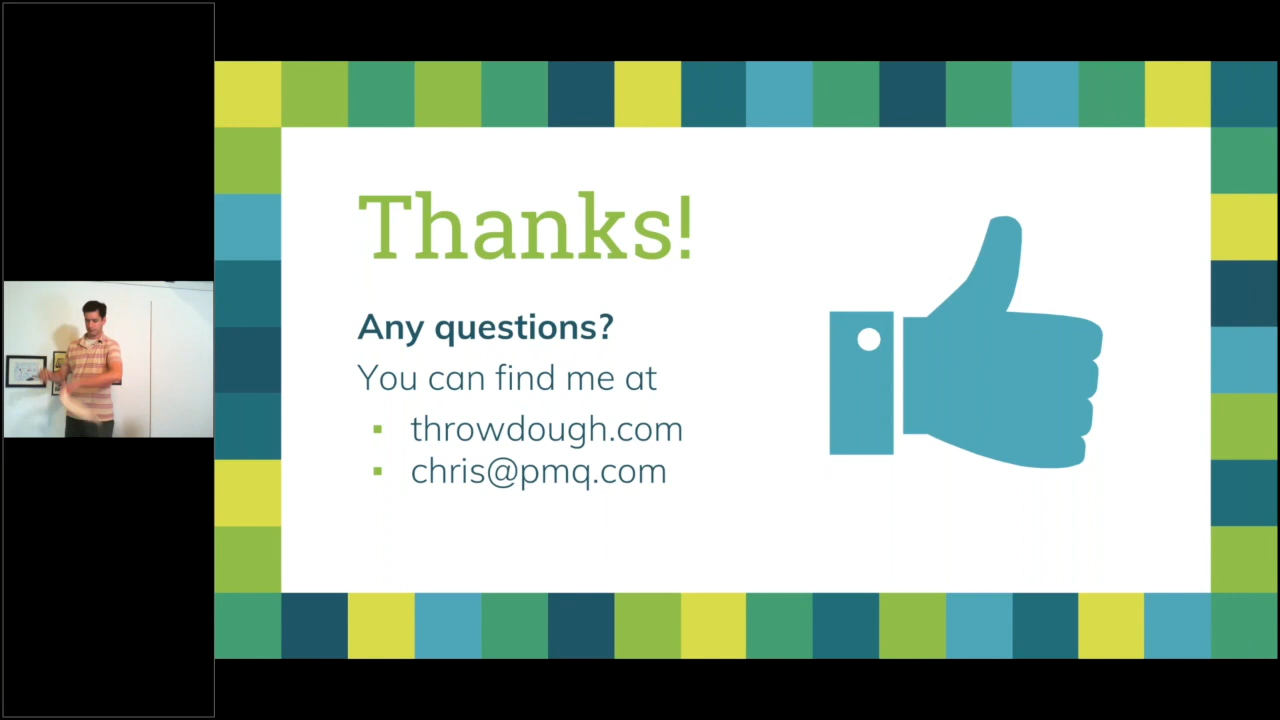 Thanks!
Any questions?
You can find me at
throwdough.com
chris@pmq.com